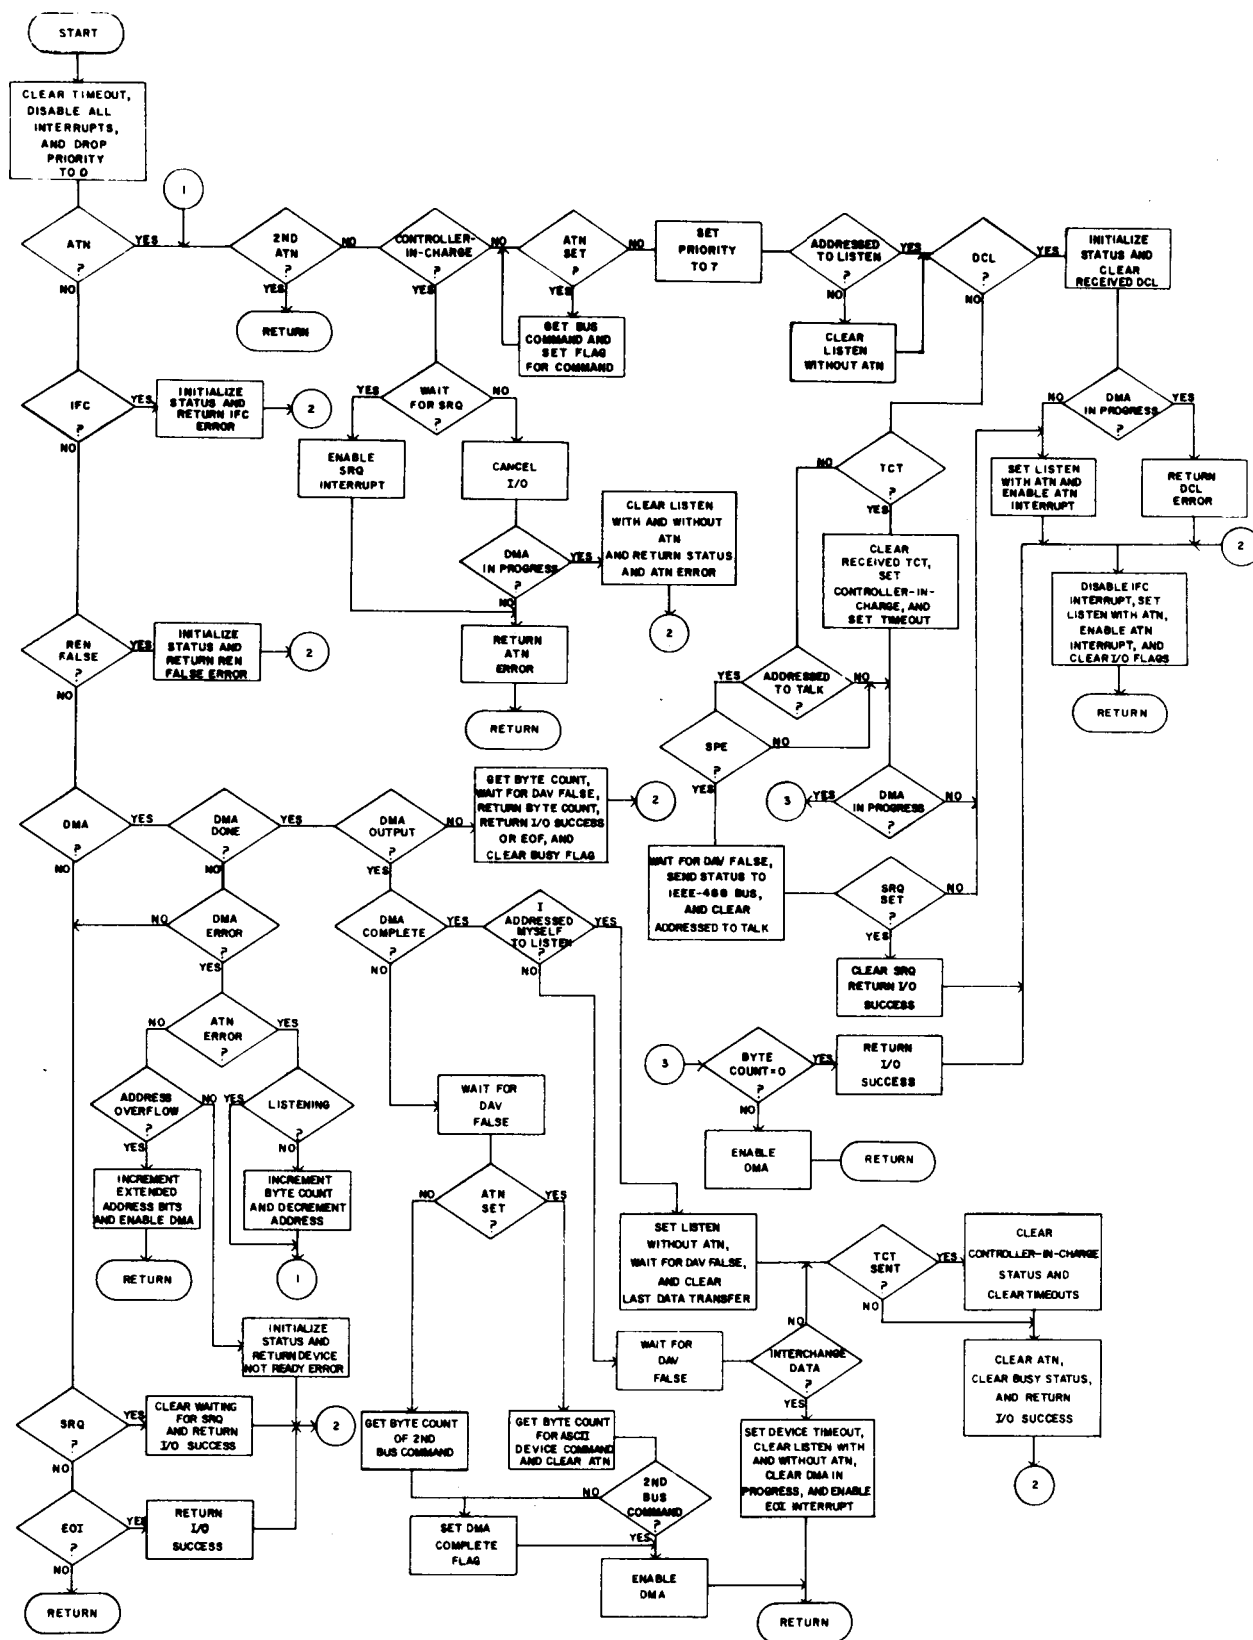 START
CLEAR TIMEOUT,
DISABLE ALL
INTERRUPTS,
AND DROP
PRIORITY
TO 0
1
ATN
?
YES
NO
2ND
ATN
?
NO
YES
RETURN
CONTROLLER-
IN-CHARGE
?
NO
YES
ATN
SET
?
NO
YES
GET BUS
COMMAND AND
SET FLAG
FOR COMMAND
SET
PRIORITY
TO 7
ADDRESSED
TO LISTEN
?
YES
NO
CLEAR
LISTEN
WITHOUT ATN
DCL
?
YES
NO
INITIALIZE
STATUS AND
CLEAR
RECEIVED DCL
IFC
?
YES
NO
INITIALIZE
STATUS AND
RETURN IFC
ERROR
2
YES
WAIT
FOR SRQ
?
NO
ENABLE
SRQ
INTERRUPT
CANCEL
I/O
DMA
IN PROGRESS
?
YES
NO
CLEAR LISTEN
WITH AND WITHOUT
ATN
AND RETURN STATUS
AND ATN ERROR
2
RETURN
ATN
ERROR
RETURN
NO
DMA
IN PROGRESS
?
YES
SET LISTEN
WITH ATN AND
ENABLE ATN
INTERRUPT
RETURN
DCL
ERROR
2
DISABLE IFC
INTERRUPT, SET
LISTEN WITH ATN,
ENABLE ATN
INTERRUPT, AND
CLEAR I/O FLAGS
RETURN
NO
TCT
?
YES
CLEAR
RECEIVED TCT,
SET
CONTROLLER-IN-
CHARGE, AND
SET TIMEOUT
REN
FALSE
?
YES
NO
INITIALIZE
STATUS AND
RETURN REN
FALSE ERROR
2
YES
ADDRESSED
TO TALK
?
NO
SPE
?
NO
YES
3
YES
DMA
IN PROGRESS
?
NO
WAIT FOR DAV FALSE,
SEND STATUS TO
IEEE-488 BUS,
AND CLEAR
ADDRESSED TO TALK
SRQ
SET
?
NO
YES
CLEAR SRQ
RETURN I/O
SUCCESS
DMA
?
YES
NO
DMA
DONE
?
YES
NO
DMA
OUTPUT
?
NO
YES
GET BYTE COUNT,
WAIT FOR DAV FALSE,
RETURN BYTE COUNT,
RETURN I/O SUCCESS
OR EOF, AND
CLEAR BUSY FLAG
2
NO
DMA
ERROR
?
YES
DMA
COMPLETE
?
YES
NO
I
ADDRESSED
MYSELF
TO LISTEN
?
YES
NO
NO
ATN
ERROR
?
YES
ADDRESS
OVERFLOW
?
NO
YES
YES
LISTENING
?
NO
INCREMENT
EXTENDED
ADDRESS BITS
AND ENABLE DMA
RETURN
INCREMENT
BYTE COUNT
AND DECREMENT
ADDRESS
1
WAIT FOR
DAV
FALSE
NO
ATN
SET
?
YES
3
BYTE
COUNT=0
?
YES
NO
RETURN
I/O
SUCCESS
ENABLE
DMA
RETURN
SET LISTEN
WITHOUT ATN,
WAIT FOR DAV FALSE,
AND CLEAR
LAST DATA TRANSFER
TCT
SENT
?
YES
NO
CLEAR
CONTROLLER-IN-CHARGE
STATUS AND
CLEAR TIMEOUTS
INITIALIZE
STATUS AND
RETURN DEVICE
NOT READY ERROR
WAIT FOR
DAV
FALSE
NO
INTERCHANGE
DATA
?
YES
CLEAR ATN,
CLEAR BUSY STATUS,
AND RETURN
I/O SUCCESS
2
SRQ
?
YES
NO
CLEAR WAITING
FOR SRQ
AND RETURN
I/O SUCCESS
2
GET BYTE COUNT
OF 2ND
BUS COMMAND
GET BYTE COUNT
FOR ASCII
DEVICE COMMAND
AND CLEAR ATN
SET DEVICE TIMEOUT,
CLEAR LISTEN WITH
AND WITHOUT ATN,
CLEAR DMA IN
PROGRESS, AND ENABLE
EOI INTERRUPT
NO
2ND
BUS
COMMAND
?
YES
EOI
?
YES
NO
RETURN
I/O
SUCCESS
SET DMA
COMPLETE
FLAG
ENABLE
DMA
RETURN
RETURN